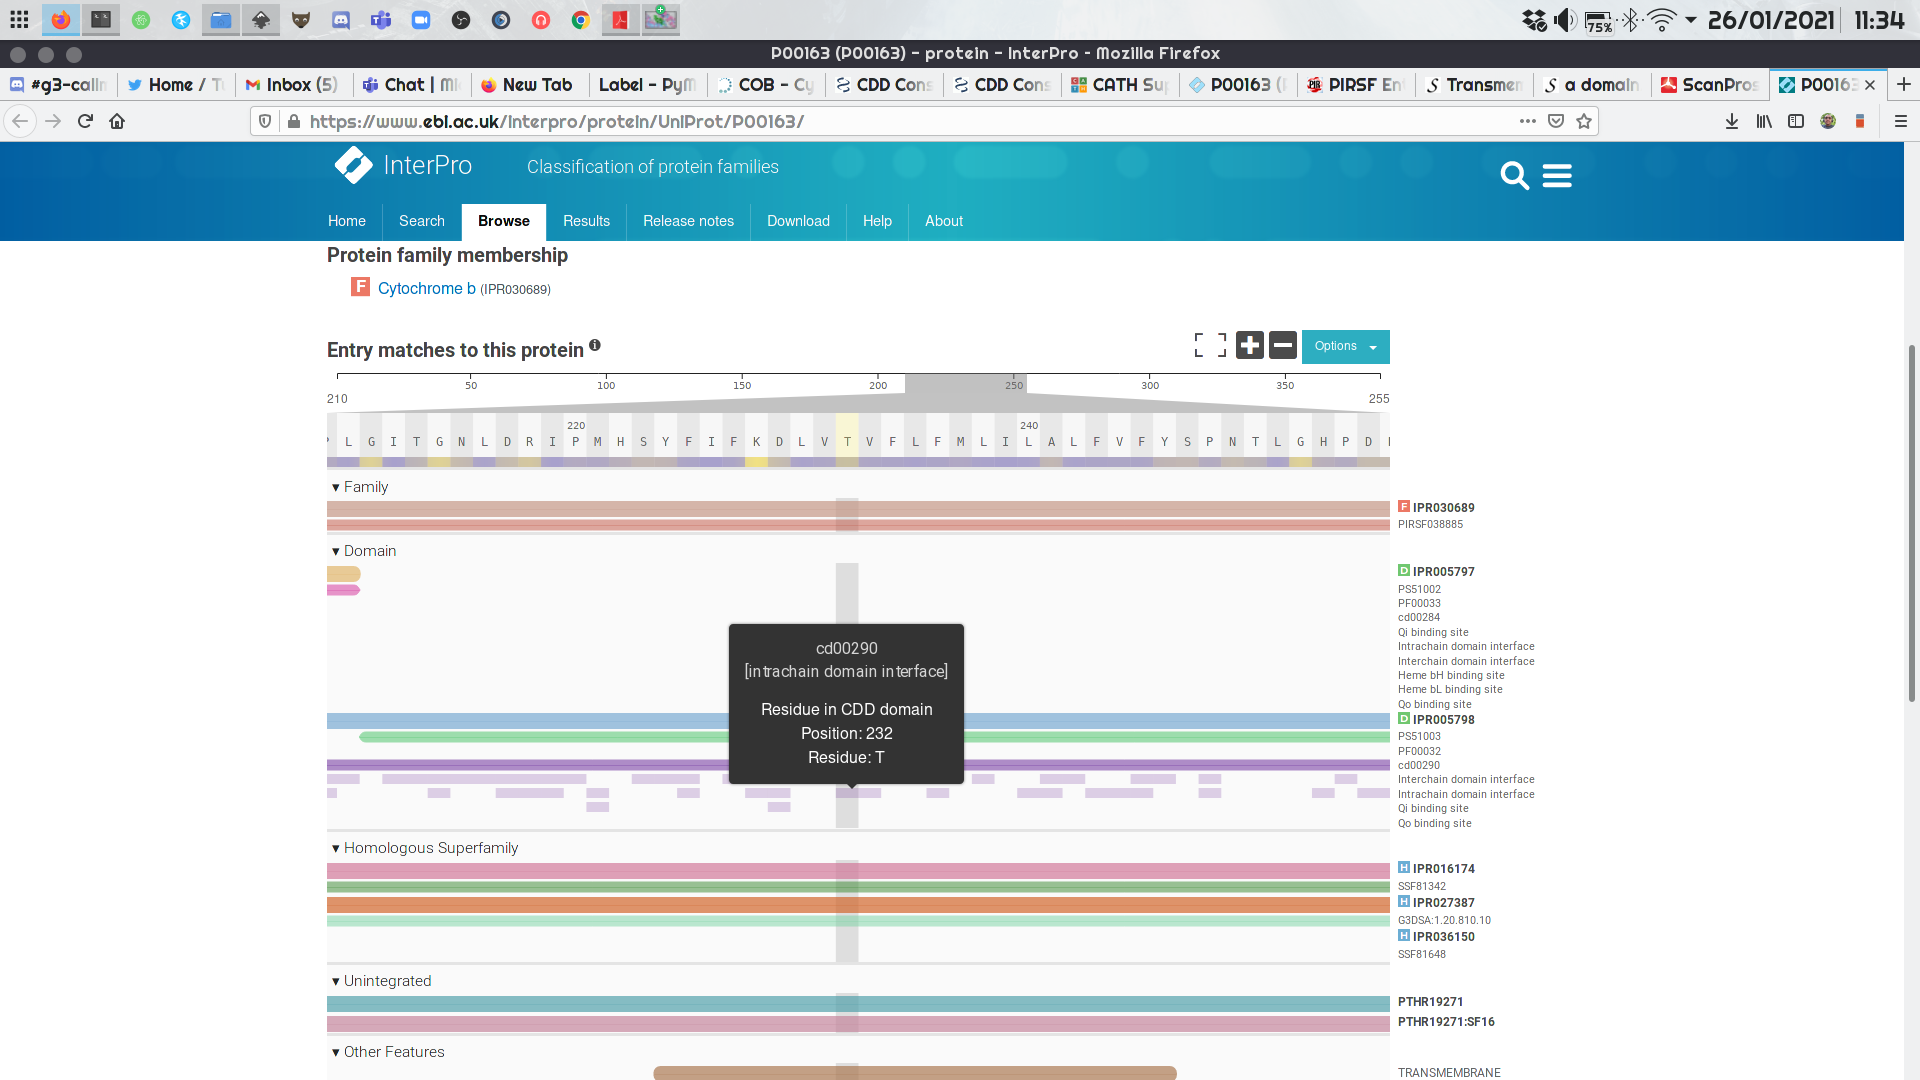 75%
26/01/2021 11:34
P00163 (P00163) – protein – InterPro - Mozilla Firefox
#g3-calln
Home / Tw
Inbox (5)
Chat | Mi
New Tab
Label – PyM
COB – Cy
CDD Cons
CDD Cons
CATH Sup
P00163 (I
PIRSF Ent
Transmem
a domain
ScanPros
P00163
https://www.ebi.ac.uk/interpro/protein/UniProt/P00163/
InterPro
Classification of protein families
Home
Search
Browse
Results
Release notes
Download
Help
About
Protein family membership
F Cytochrome b (IPR030689)
Entry matches to this protein
Options
50 100 150 200 250 300 350
210 255
220 240
L G I T G N L D R I P M H S Y F I F K D L V T V F L F M L I L A L F V F Y S P N T L G H P D
▾ Family
F IPR030689
PIRSF038885
▾ Domain
D IPR005797
PS51002
PF00033
cd00284
Qi binding site
Intrachain domain interface
Interchain domain interface
Heme bH binding site
Heme bL binding site
Qo binding site
cd00290
[intrachain domain interface]
Residue in CDD domain
Position: 232
Residue: T
D IPR005798
PS51003
PF00032
cd00290
Interchain domain interface
Intrachain domain interface
Qi binding site
Qo binding site
▾ Homologous Superfamily
H IPR016174
SSF81342
H IPR027387
G3DSA:1.20.810.10
H IPR036150
SSF81648
▾ Unintegrated
PTHR19271
PTHR19271:SF16
▾ Other Features
TRANSMEMBRANE